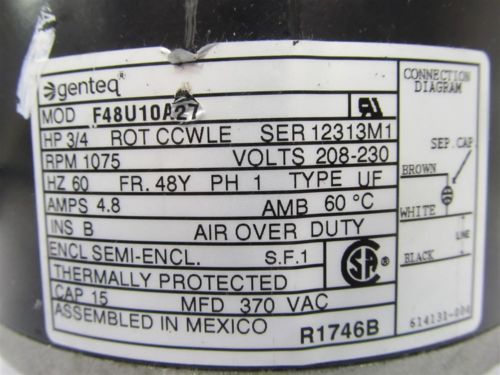 genteq
MOD F48U10A27
HP 3/4 ROT CCWLE SER 12313M1
RPM 1075 VOLTS 208-230
HZ 60 FR. 48Y PH 1 TYPE UF
AMPS 4.8 AMB 60 °C
INS B AIR OVER DUTY
ENCL SEMI-ENCL. S.F.1
THERMALLY PROTECTED
CAP 15 MFD 370 VAC
ASSEMBLED IN MEXICO R1746B
CONNECTION
DIAGRAM
SEP. CAP.
BROWN
WHITE
LINE
BLACK